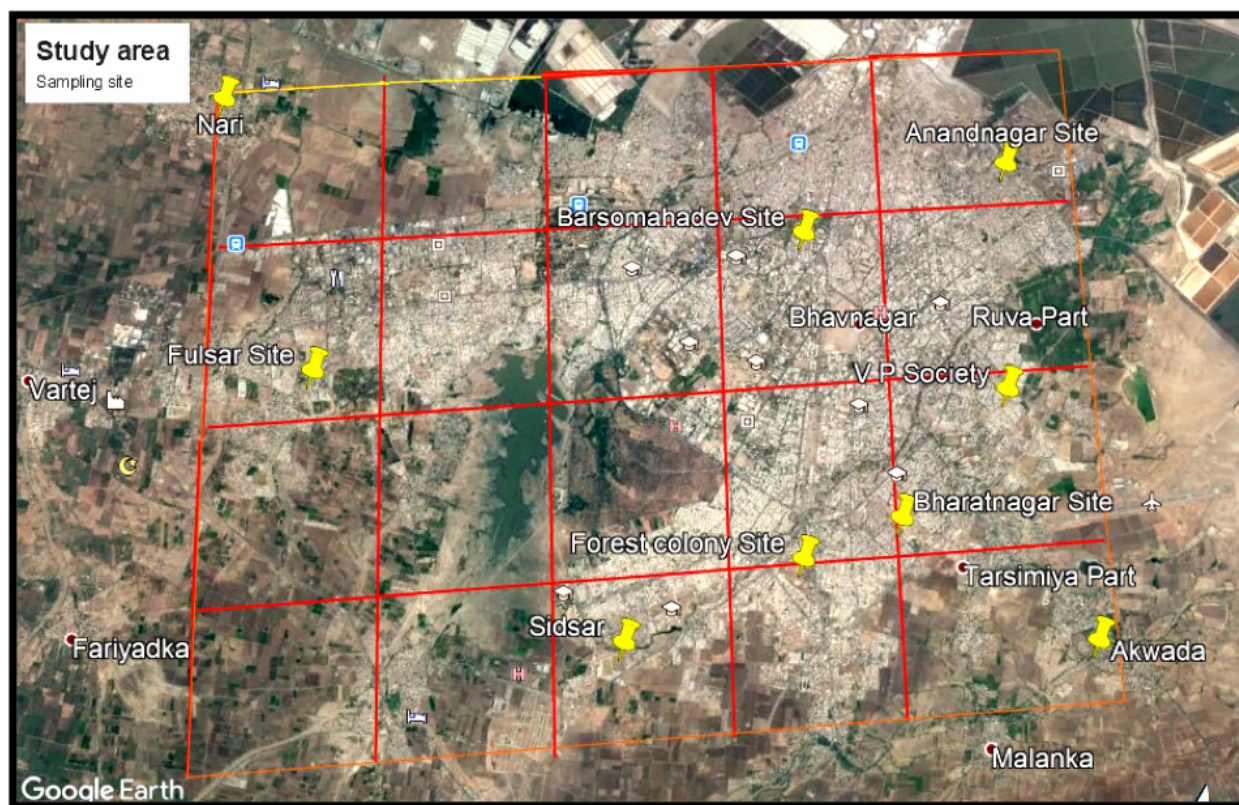 Study area
Sampling site
Nari
Anandnagar Site
Barsomahadev Site
Bhavnagar
Ruva Part
Fulsar Site
V P Society
Vartej
Bharatnagar Site
Forest colony Site
Tarsimiya Part
Sidsar
Fariyadka
Akwada
Malanka
Google Earth